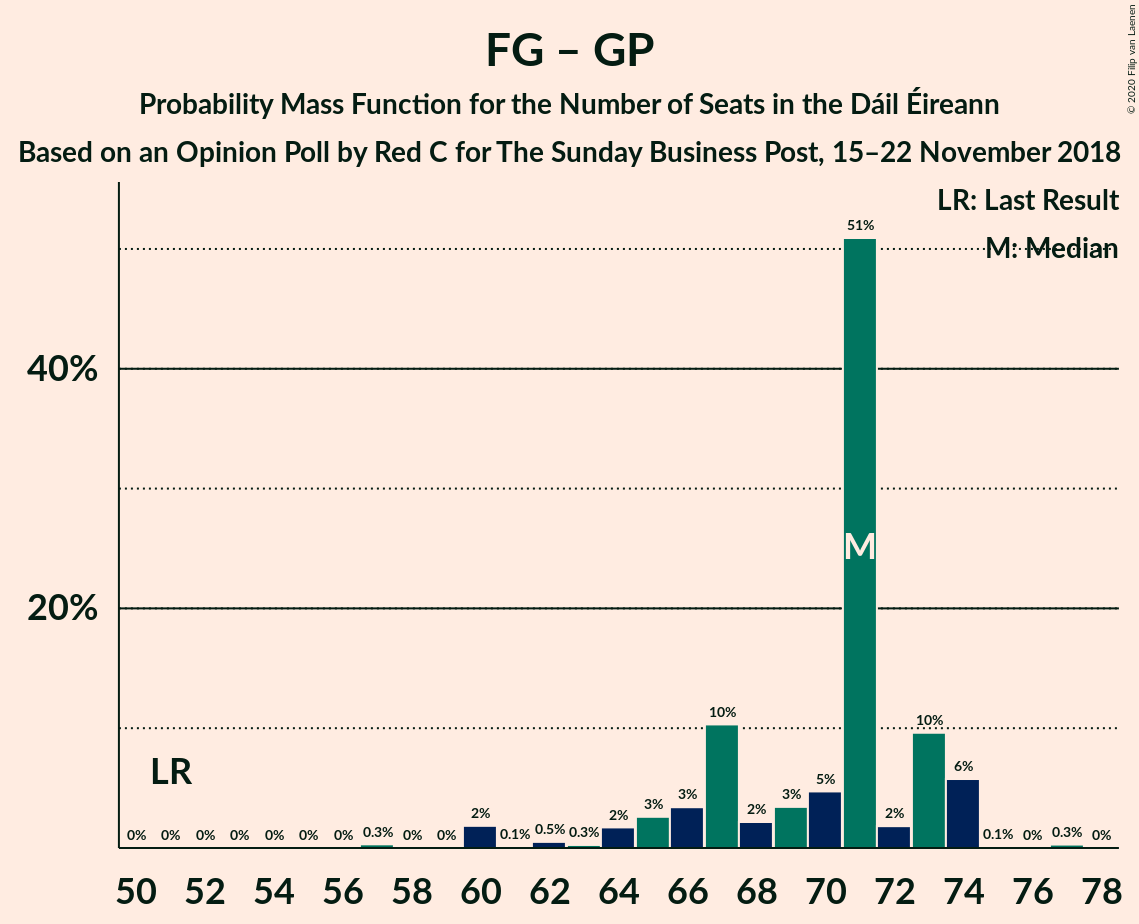 FG – GP
Probability Mass Function for the Number of Seats in the Dáil Éireann
Based on an Opinion Poll by Red C for The Sunday Business Post, 15–22 November 2018
© 2020 Filip van Laenen
LR: Last Result
M: Median
40%
20%
LR
M
0% 0% 0% 0% 0% 0% 0% 0.3% 0% 0% 2% 0.1% 0.5% 0.3% 2% 3% 3% 10% 2% 3% 5% 51% 2% 10% 6% 0.1% 0% 0.3% 0%
50 52 54 56 58 60 62 64 66 68 70 72 74 76 78